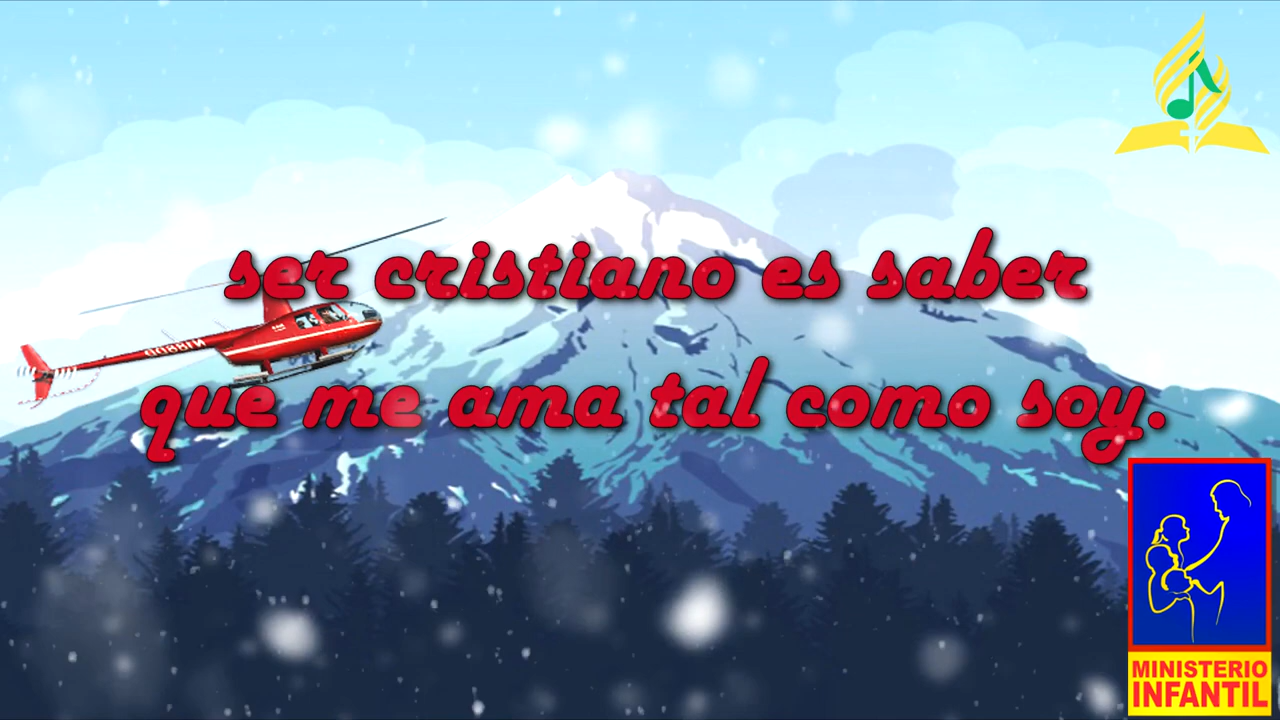 ser cristiano es saber
que me ama tal como soy.
MINISTERIO
INFANTIL